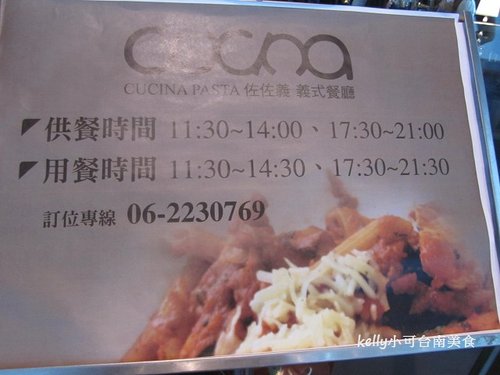 cucina
CUCINA PASTA 佐佐義 義式餐廳
供餐時間 11:30~14:00、17:30~21:00
用餐時間 11:30~14:30、17:30~21:30
訂位專線 06-2230769
kelly小可台南美食